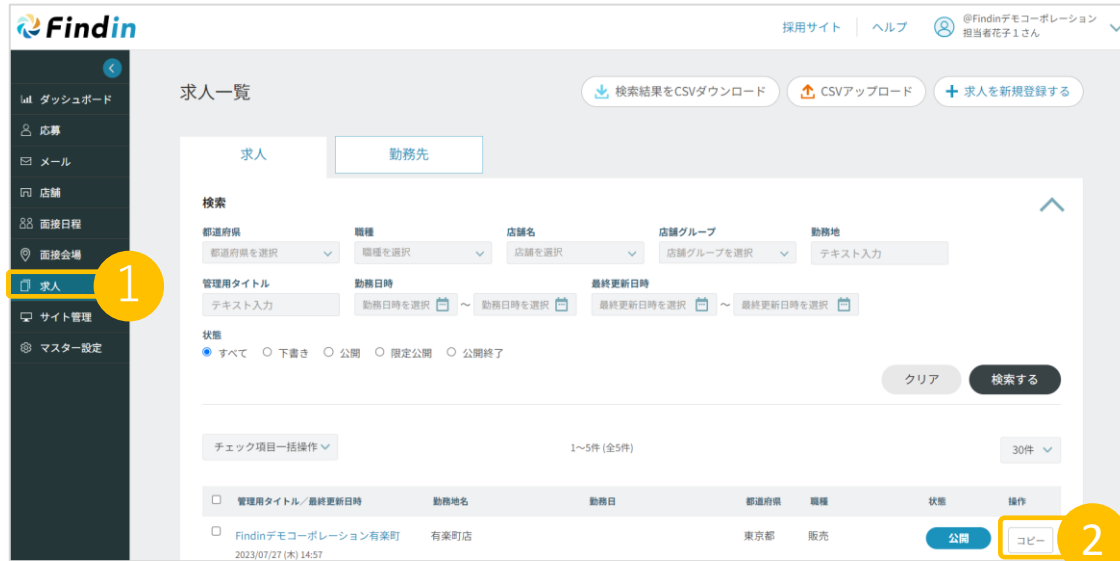 Findin
採用サイト
ヘルプ
@Findinデモコーポレーション
担当者花子１さん
ダッシュボード
応募
メール
店舗
面接日程
面接会場
求人
サイト管理
マスター設定
1
求人一覧
検索結果をCSVダウンロード
CSVアップロード
求人を新規登録する
求人
勤務先
検索
都道府県 職種 店舗名 店舗グループ 勤務地
都道府県を選択 職種を選択 店舗を選択 店舗グループを選択 テキスト入力
管理用タイトル 勤務日時 最終更新日時
テキスト入力 勤務日時を選択 ～ 勤務日時を選択 最終更新日時を選択 ～ 最終更新日時を選択
状態
すべて 下書き 公開 限定公開 公開終了
クリア 検索する
チェック項目一括操作 1～5件 (全5件) 30件
管理用タイトル／最終更新日時 勤務地名 勤務日 都道府県 職種 状態 操作
Findinデモコーポレーション有楽町 有楽町店 東京都 販売 公開 コピー
2023/07/27 (木) 14:57
2